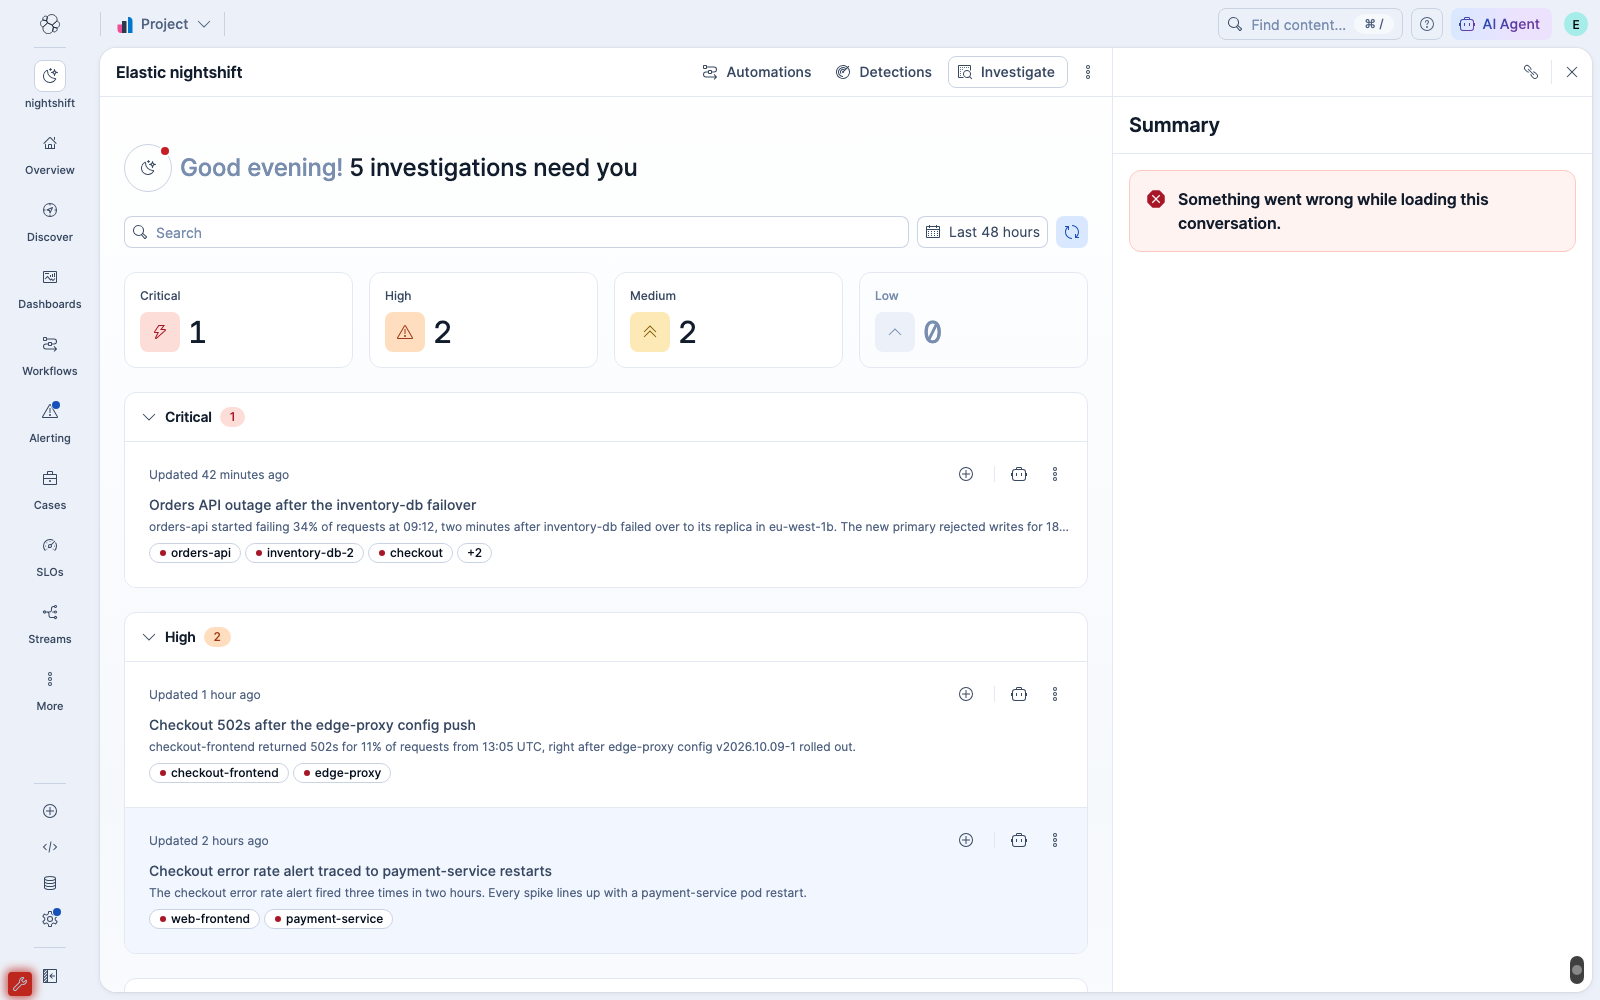 Project
Find content...
⌘ /
AI Agent
E
nightshift
Overview
Discover
Dashboards
Workflows
Alerting
Cases
SLOs
Streams
More
Elastic nightshift
Automations
Detections
Investigate
Good evening! 5 investigations need you
Search
Last 48 hours
Critical
1
High
2
Medium
2
Low
0
Critical 1
Updated 42 minutes ago
Orders API outage after the inventory-db failover
orders-api started failing 34% of requests at 09:12, two minutes after inventory-db failed over to its replica in eu-west-1b. The new primary rejected writes for 18...
orders-api inventory-db-2 checkout +2
High 2
Updated 1 hour ago
Checkout 502s after the edge-proxy config push
checkout-frontend returned 502s for 11% of requests from 13:05 UTC, right after edge-proxy config v2026.10.09-1 rolled out.
checkout-frontend edge-proxy
Updated 2 hours ago
Checkout error rate alert traced to payment-service restarts
The checkout error rate alert fired three times in two hours. Every spike lines up with a payment-service pod restart.
web-frontend payment-service
Summary
Something went wrong while loading this
conversation.